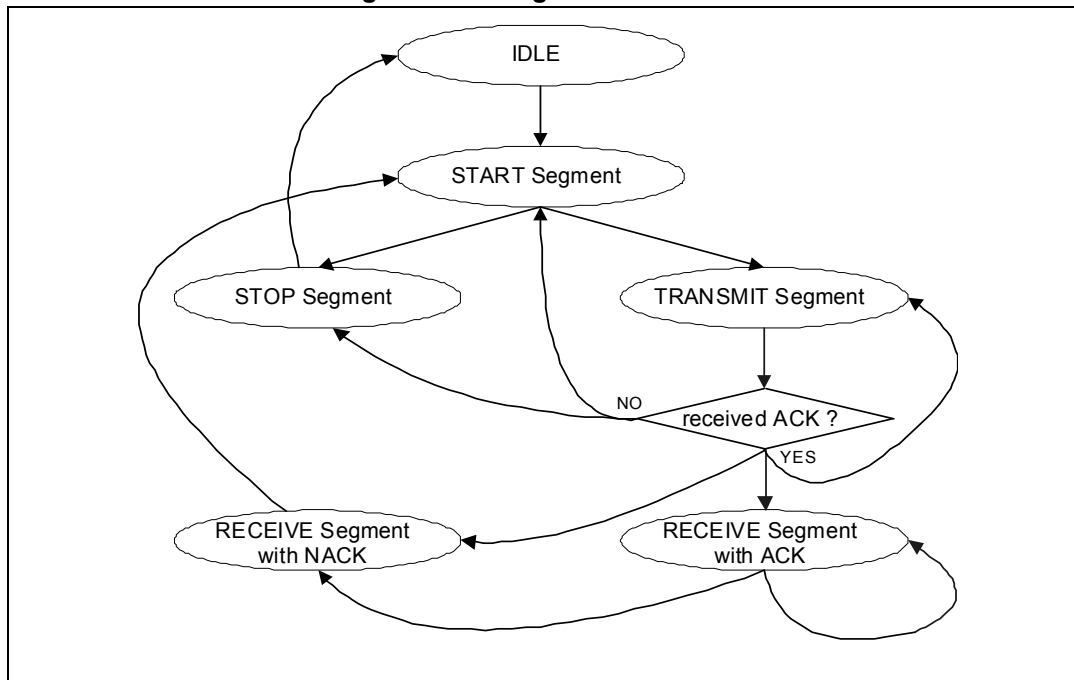 IDLE
START Segment
STOP Segment
TRANSMIT Segment
NO
received ACK ?
YES
RECEIVE Segment
with NACK
RECEIVE Segment
with ACK